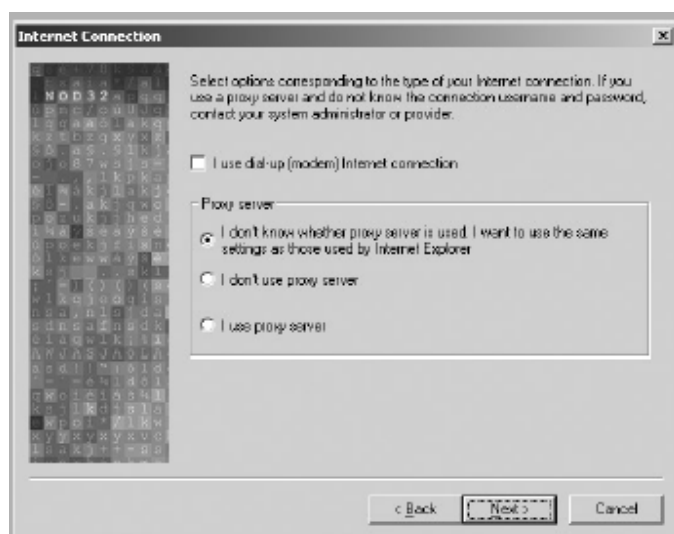 Internet Connection
NOD32
Select options corresponding to the type of your Internet connection. If you
use a proxy server and do not know the connection username and password,
contact your system administrator or provider.
I use dial-up (modem) Internet connection
Proxy server
I don't know whether proxy server is used. I want to use the same
settings as those used by Internet Explorer
I don't use proxy server
I use proxy server
< Back
Next >
Cancel